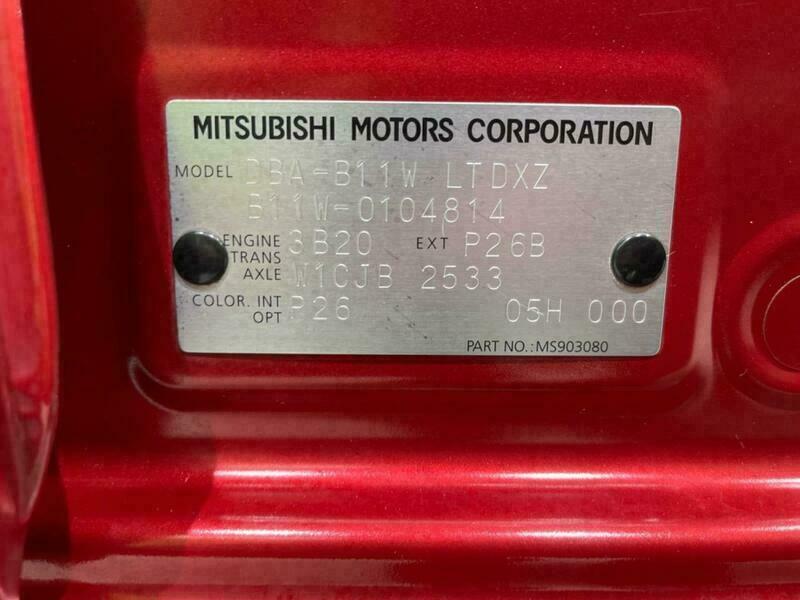 MITSUBISHI MOTORS CORPORATION
MODEL DBA-B11W LTDXZ
B11W-0104814
ENGINE 3B20 EXT P26B
TRANS
AXLE W1CJB 2533
COLOR. INT P26 05H 000
OPT
PART NO.:MS903080